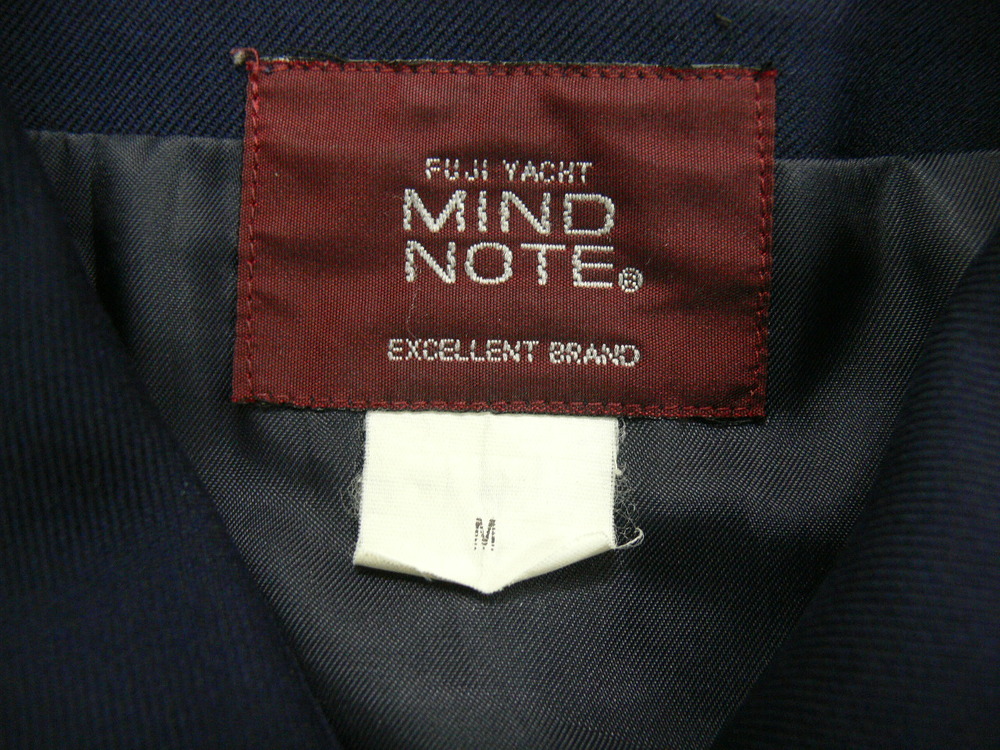 FUJI YACHT
MIND
NOTE®
EXCELLENT BRAND
M